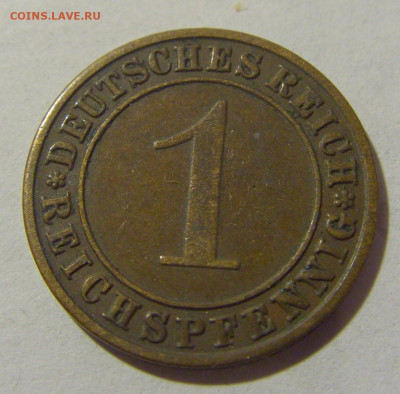 COINS.LAVE.RU
*DEUTSCHES REICH*
1
REICHSPFENNIG